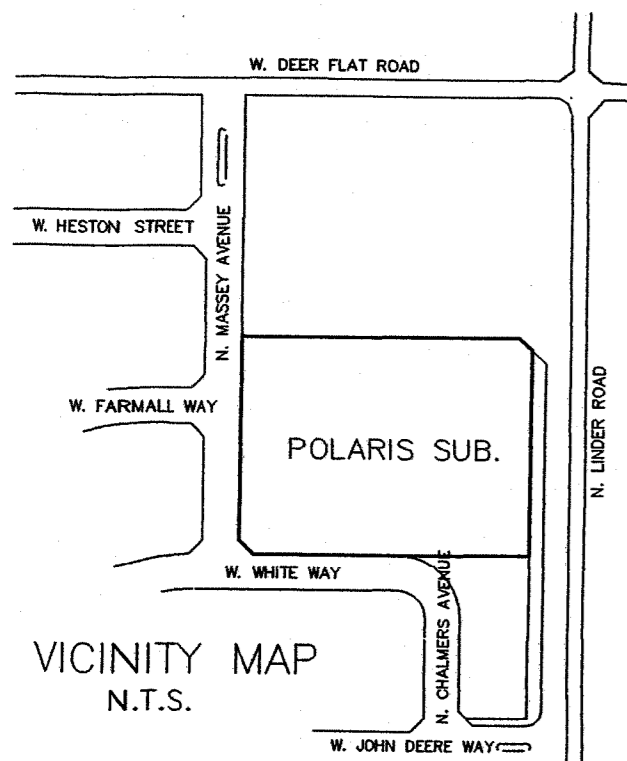 W. DEER FLAT ROAD
W. HESTON STREET
N. MASSEY AVENUE
W. FARMALL WAY
POLARIS SUB.
N. LINDER ROAD
W. WHITE WAY
N. CHALMERS AVENUE
VICINITY MAP
N.T.S.
W. JOHN DEERE WAY